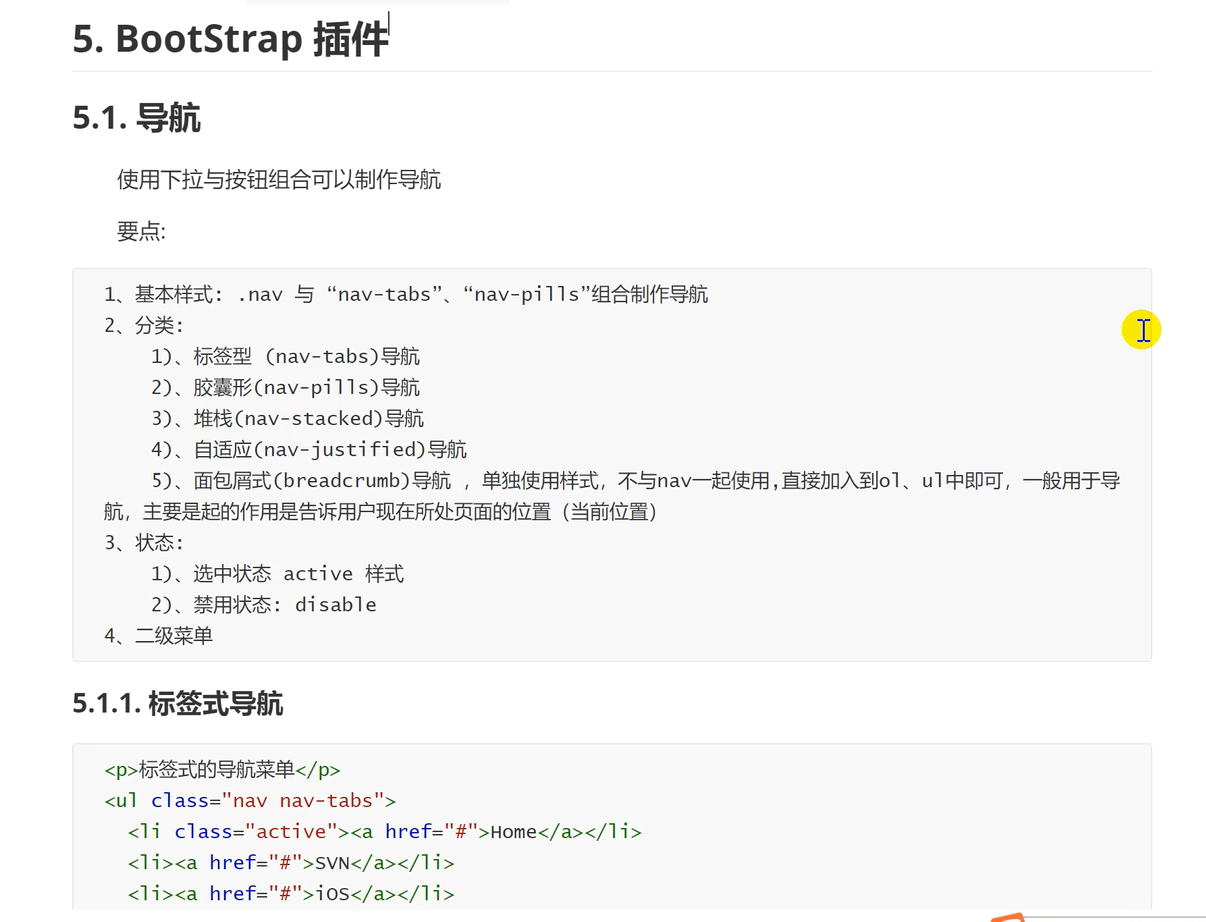 5. BootStrap 插件
5.1. 导航
使用下拉与按钮组合可以制作导航
要点:
1、基本样式: .nav 与 “nav-tabs”、“nav-pills”组合制作导航
2、分类:
1)、标签型 (nav-tabs)导航
2)、胶囊形(nav-pills)导航
3)、堆栈(nav-stacked)导航
4)、自适应(nav-justified)导航
5)、面包屑式(breadcrumb)导航 ，单独使用样式，不与nav一起使用,直接加入到ol、ul中即可，一般用于导
航，主要是起的作用是告诉用户现在所处页面的位置（当前位置）
3、状态:
1)、选中状态 active 样式
2)、禁用状态: disable
4、二级菜单
5.1.1. 标签式导航
<p>标签式的导航菜单</p>
<ul class="nav nav-tabs">
<li class="active"><a href="#">Home</a></li>
<li><a href="#">SVN</a></li>
<li><a href="#">iOS</a></li>